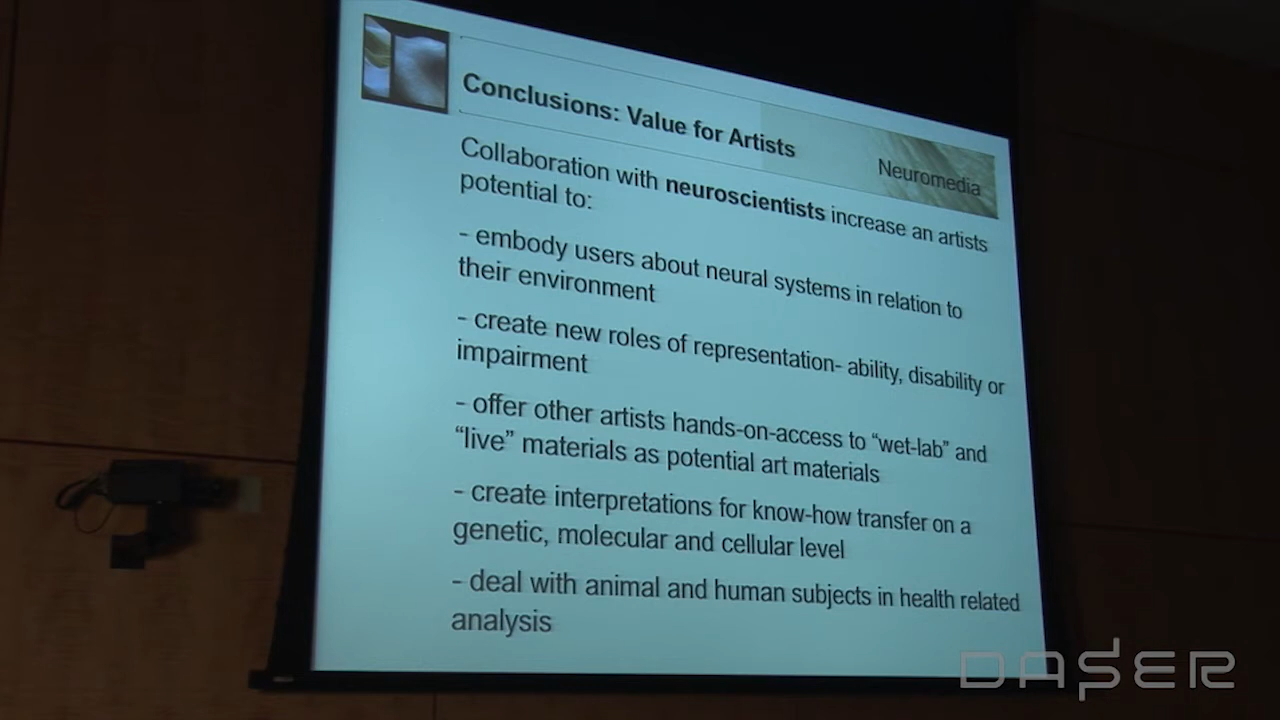 Conclusions: Value for Artists
Neuromedia
Collaboration with neuroscientists increase an artists
potential to:
- embody users about neural systems in relation to
their environment
- create new roles of representation- ability, disability or
impairment
- offer other artists hands-on-access to “wet-lab” and
“live” materials as potential art materials
- create interpretations for know-how transfer on a
genetic, molecular and cellular level
- deal with animal and human subjects in health related
analysis
DASER